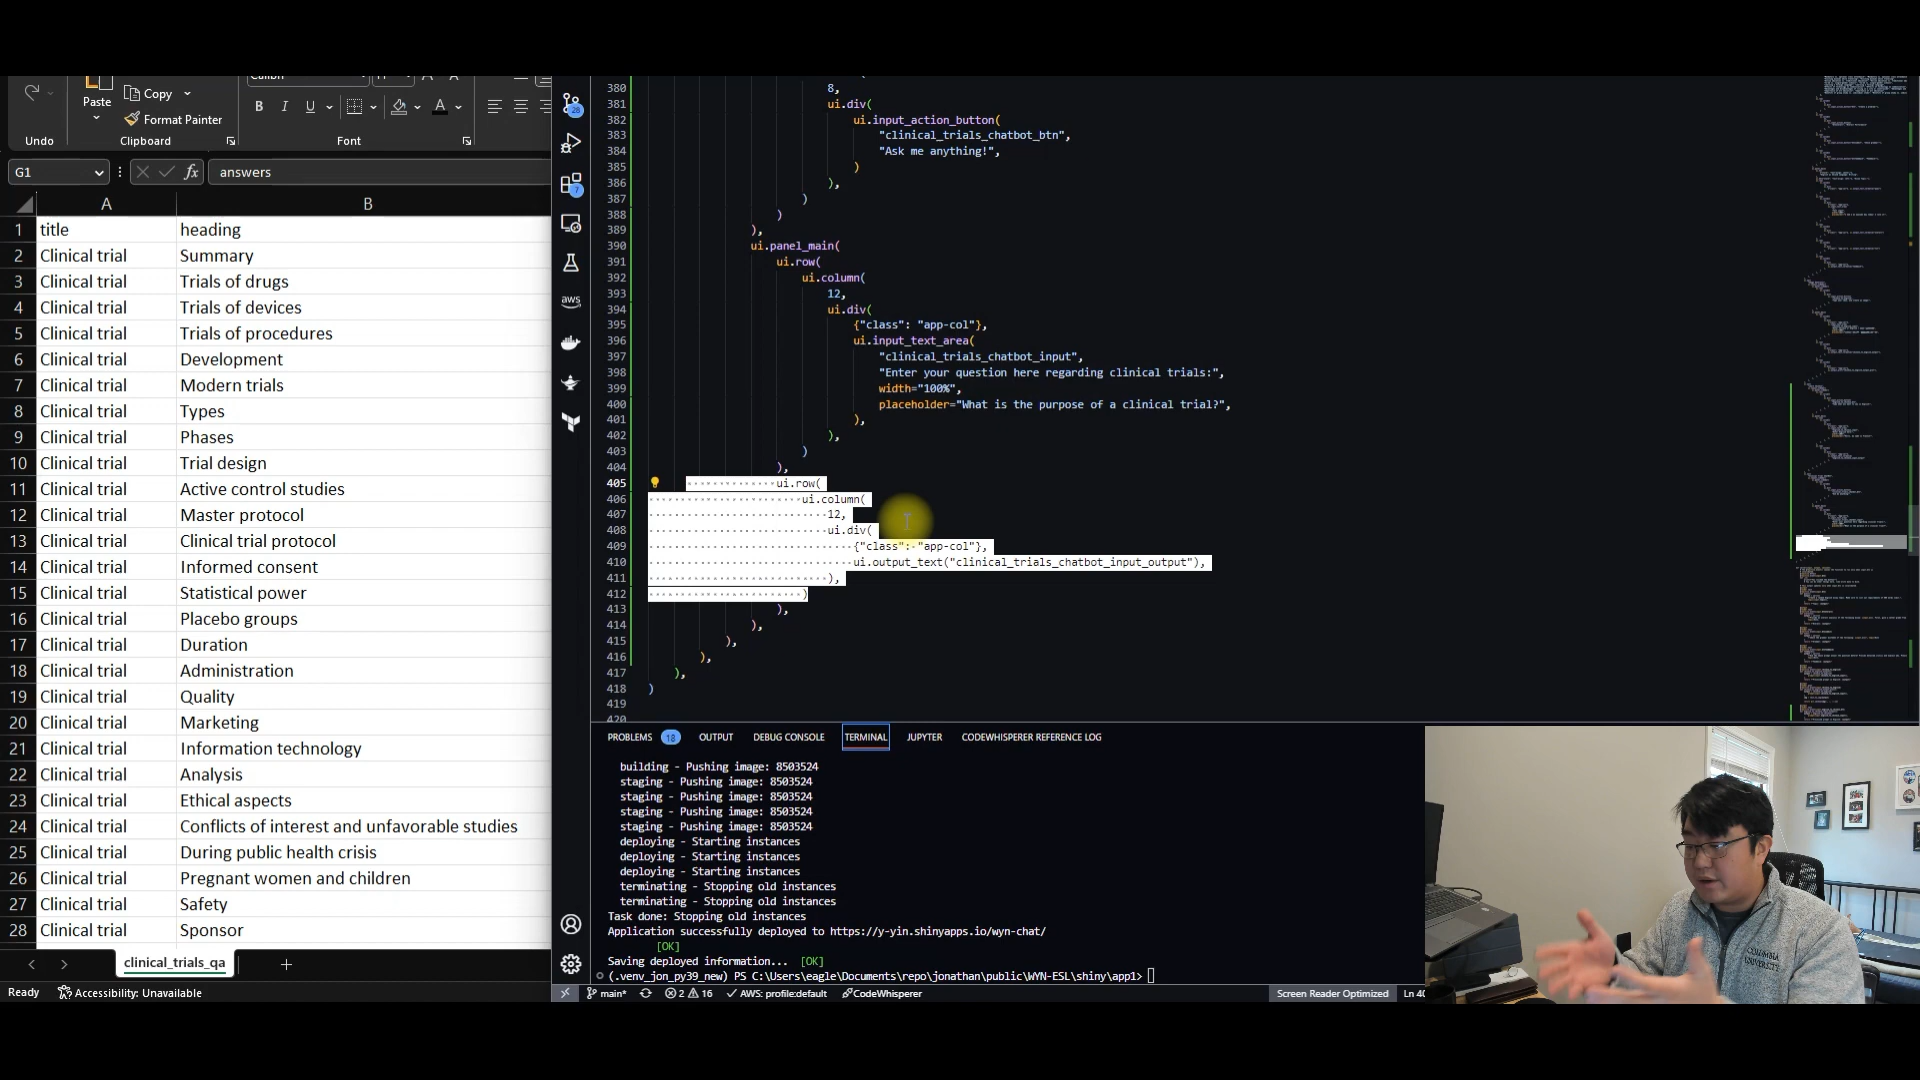 Calibri
Paste
Copy
Format Painter
B I U
A
Undo
Clipboard
Font
G1
fx
answers
A
B
1 title heading
2 Clinical trial Summary
3 Clinical trial Trials of drugs
4 Clinical trial Trials of devices
5 Clinical trial Trials of procedures
6 Clinical trial Development
7 Clinical trial Modern trials
8 Clinical trial Types
9 Clinical trial Phases
10 Clinical trial Trial design
11 Clinical trial Active control studies
12 Clinical trial Master protocol
13 Clinical trial Clinical trial protocol
14 Clinical trial Informed consent
15 Clinical trial Statistical power
16 Clinical trial Placebo groups
17 Clinical trial Duration
18 Clinical trial Administration
19 Clinical trial Quality
20 Clinical trial Marketing
21 Clinical trial Information technology
22 Clinical trial Analysis
23 Clinical trial Ethical aspects
24 Clinical trial Conflicts of interest and unfavorable studies
25 Clinical trial During public health crisis
26 Clinical trial Pregnant women and children
27 Clinical trial Safety
28 Clinical trial Sponsor
clinical_trials_qa
Ready
Accessibility: Unavailable
28
7
aws
380 8,
381 ui.div(
382 ui.input_action_button(
383 "clinical_trials_chatbot_btn",
384 "Ask me anything!",
385 )
386 ),
387 )
388 )
389 ),
390 ui.panel_main(
391 ui.row(
392 ui.column(
393 12,
394 ui.div(
395 {"class": "app-col"},
396 ui.input_text_area(
397 "clinical_trials_chatbot_input",
398 "Enter your question here regarding clinical trials:",
399 width="100%",
400 placeholder="What is the purpose of a clinical trial?",
401 ),
402 ),
403 )
404 ),
405 ui.row(
406 ui.column(
407 12,
408 ui.div(
409 {"class": "app-col"},
410 ui.output_text("clinical_trials_chatbot_input_output"),
411 ),
412 )
413 ),
414 ),
415 ),
416 ),
417 ),
418 )
419
420
PROBLEMS 18 OUTPUT DEBUG CONSOLE TERMINAL JUPYTER CODEWHISPERER REFERENCE LOG
building - Pushing image: 8503524
staging - Pushing image: 8503524
staging - Pushing image: 8503524
staging - Pushing image: 8503524
staging - Pushing image: 8503524
deploying - Starting instances
deploying - Starting instances
deploying - Starting instances
terminating - Stopping old instances
terminating - Stopping old instances
Task done: Stopping old instances
Application successfully deployed to https://y-yin.shinyapps.io/wyn-chat/
[OK]
Saving deployed information... [OK]
(.venv_jon_py39_new) PS C:\Users\eagle\Documents\repo\jonathan\public\WYN-ESL\shiny\app1>
main* 2 16 AWS: profile:default CodeWhisperer Screen Reader Optimized Ln 40
COLUMBIA
UNIVERSITY